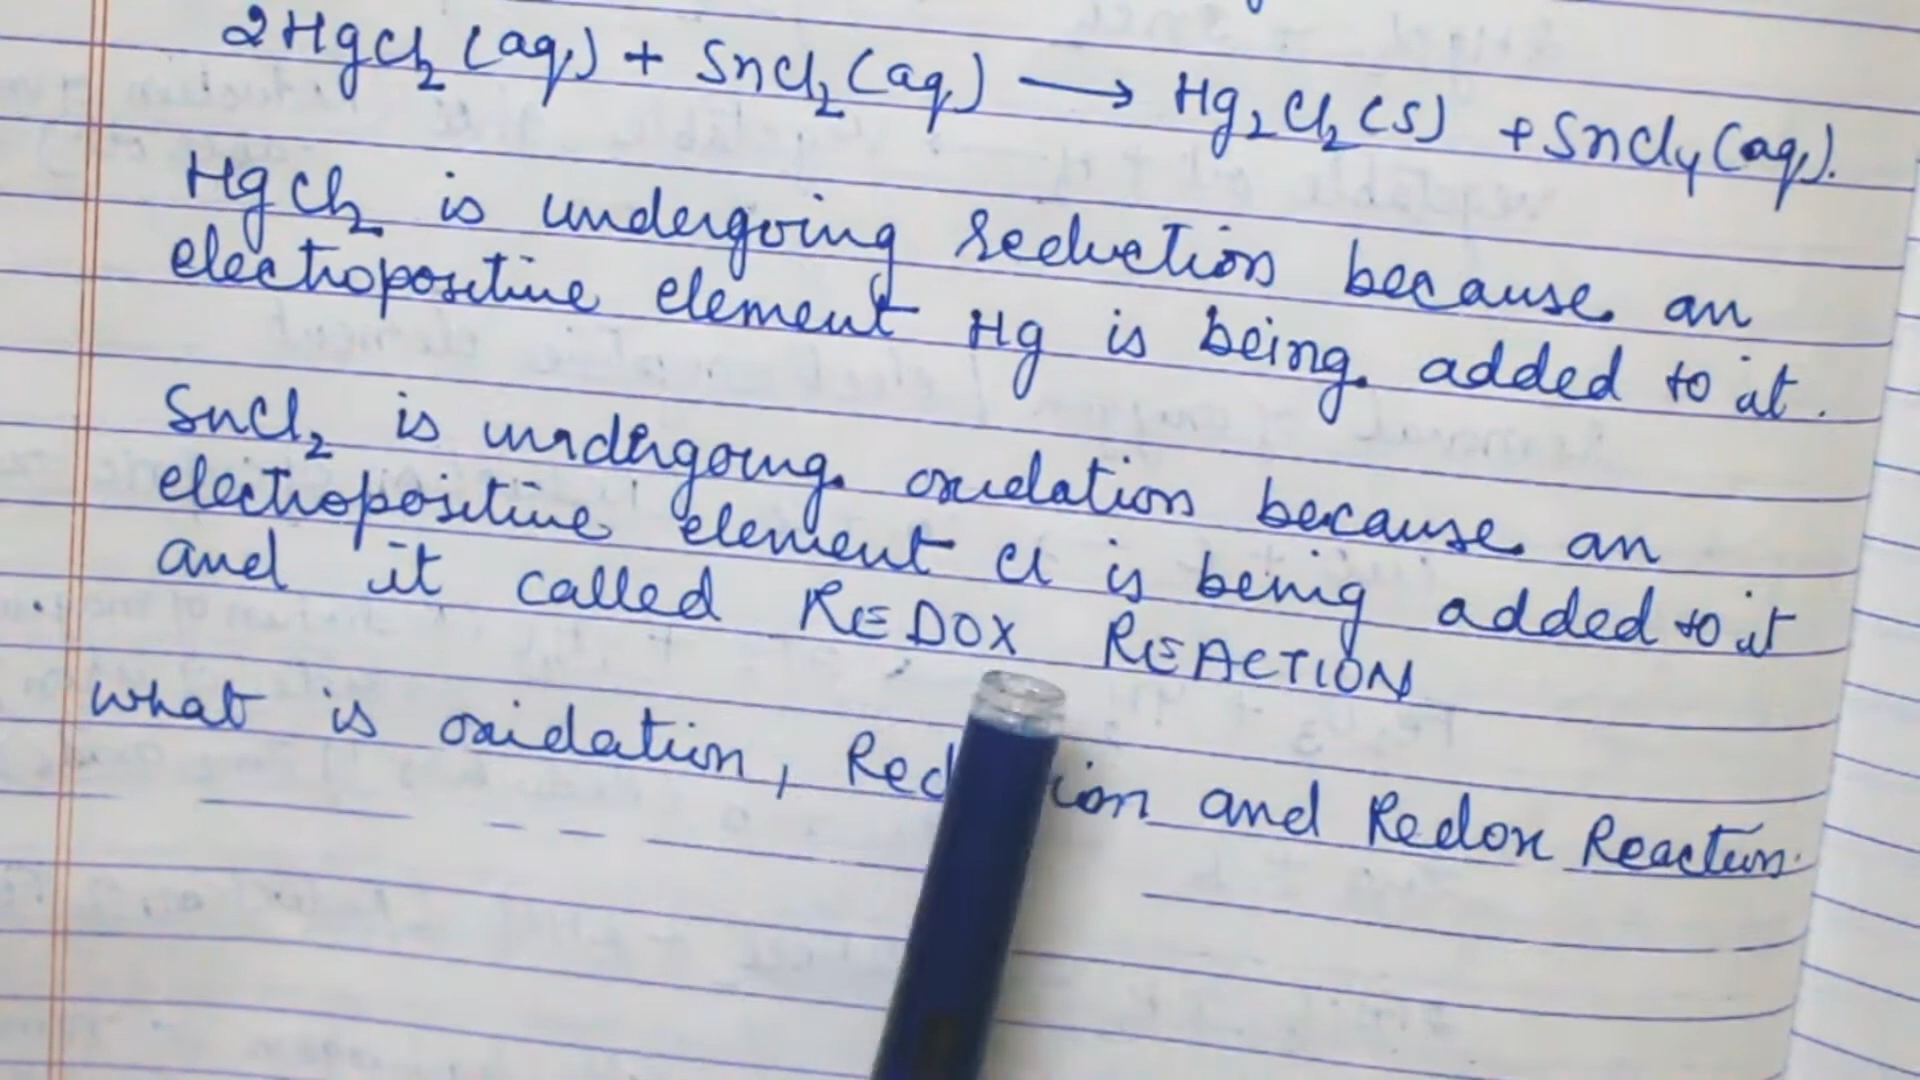 2HgCl₂ (aq) + SnCl₂ (aq) ⟶ Hg₂Cl₂ (s) + SnCl₄ (aq).
HgCl₂ is undergoing reduction because an
electropositive element Hg is being added to it.
SnCl₂ is undergoing oxidation because an
electropositive element Cl is being added to it
and it called REDOX REACTION
what is oxidation, and Redox Reaction.